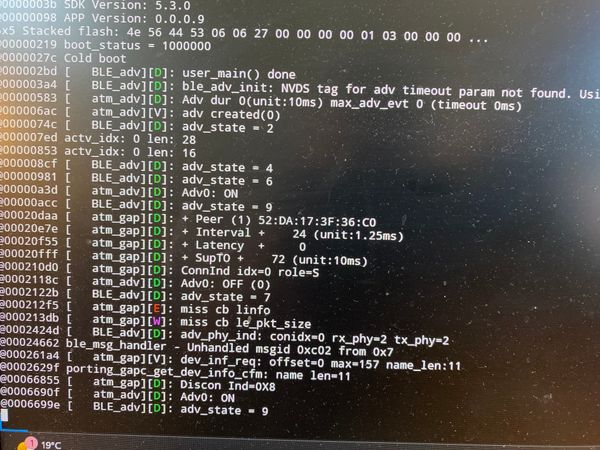 @0000003b SDK Version: 5.3.0
@00000098 APP Version: 0.0.0.9
6x5 Stacked flash: 4e 56 44 53 06 06 27 00 00 00 00 01 03 00 00 00 ...
@00000219 boot_status = 1000000
@0000027c Cold boot
@000002bd [ BLE_adv][D]: user_main() done
@000003a4 [ BLE_adv][D]: ble_adv_init: NVDS tag for adv timeout param not found. Usi
@00000583 [ atm_adv][D]: Adv dur 0(unit:10ms) max_adv_evt 0 (timeout 0ms)
@000006ac [ atm_adv][V]: adv created(0)
@0000074c [ BLE_adv][D]: adv_state = 2
@000007ed actv_idx: 0 len: 28
@00000853 actv_idx: 0 len: 16
@000008cf [ BLE_adv][D]: adv_state = 4
@00000981 [ BLE_adv][D]: adv_state = 6
@00000a3d [ atm_adv][D]: Adv0: ON
@00000acc [ BLE_adv][D]: adv_state = 9
@00020daa [ atm_gap][D]: + Peer (1) 52:DA:17:3F:36:C0
@00020e7e [ atm_gap][D]: + Interval + 24 (unit:1.25ms)
@00020f55 [ atm_gap][D]: + Latency + 0
@00020fff [ atm_gap][D]: + SupTO + 72 (unit:10ms)
@000210d0 [ atm_gap][D]: ConnInd idx=0 role=S
@0002118c [ atm_adv][D]: Adv0: OFF (0)
@0002122b [ BLE_adv][D]: adv_state = 7
@000212f5 [ atm_gap][E]: miss cb linfo
@000213db [ atm_gap][W]: miss cb le_pkt_size
@0002424d [ BLE_adv][D]: adv_phy_ind: conidx=0 rx_phy=2 tx_phy=2
@00024662 ble_msg_handler - Unhandled msgid 0xc02 from 0x7
@000261a4 [ atm_gap][V]: dev_inf_req: offset=0 max=157 name_len:11
@0002629f porting_gapc_get_dev_info_cfm: name len=11
@00066855 [ atm_gap][D]: Discon Ind=0X8
@0006690f [ atm_adv][D]: Adv0: ON
@0006699e [ BLE_adv][D]: adv_state = 9
1 19°C